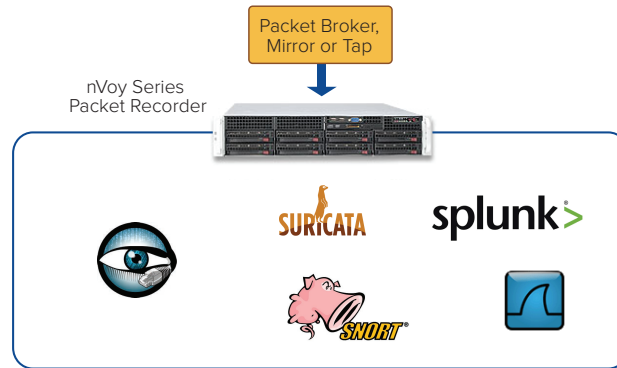 Packet Broker,
Mirror or Tap
nVoy Series
Packet Recorder
SURICATA
splunk>
SNORT®